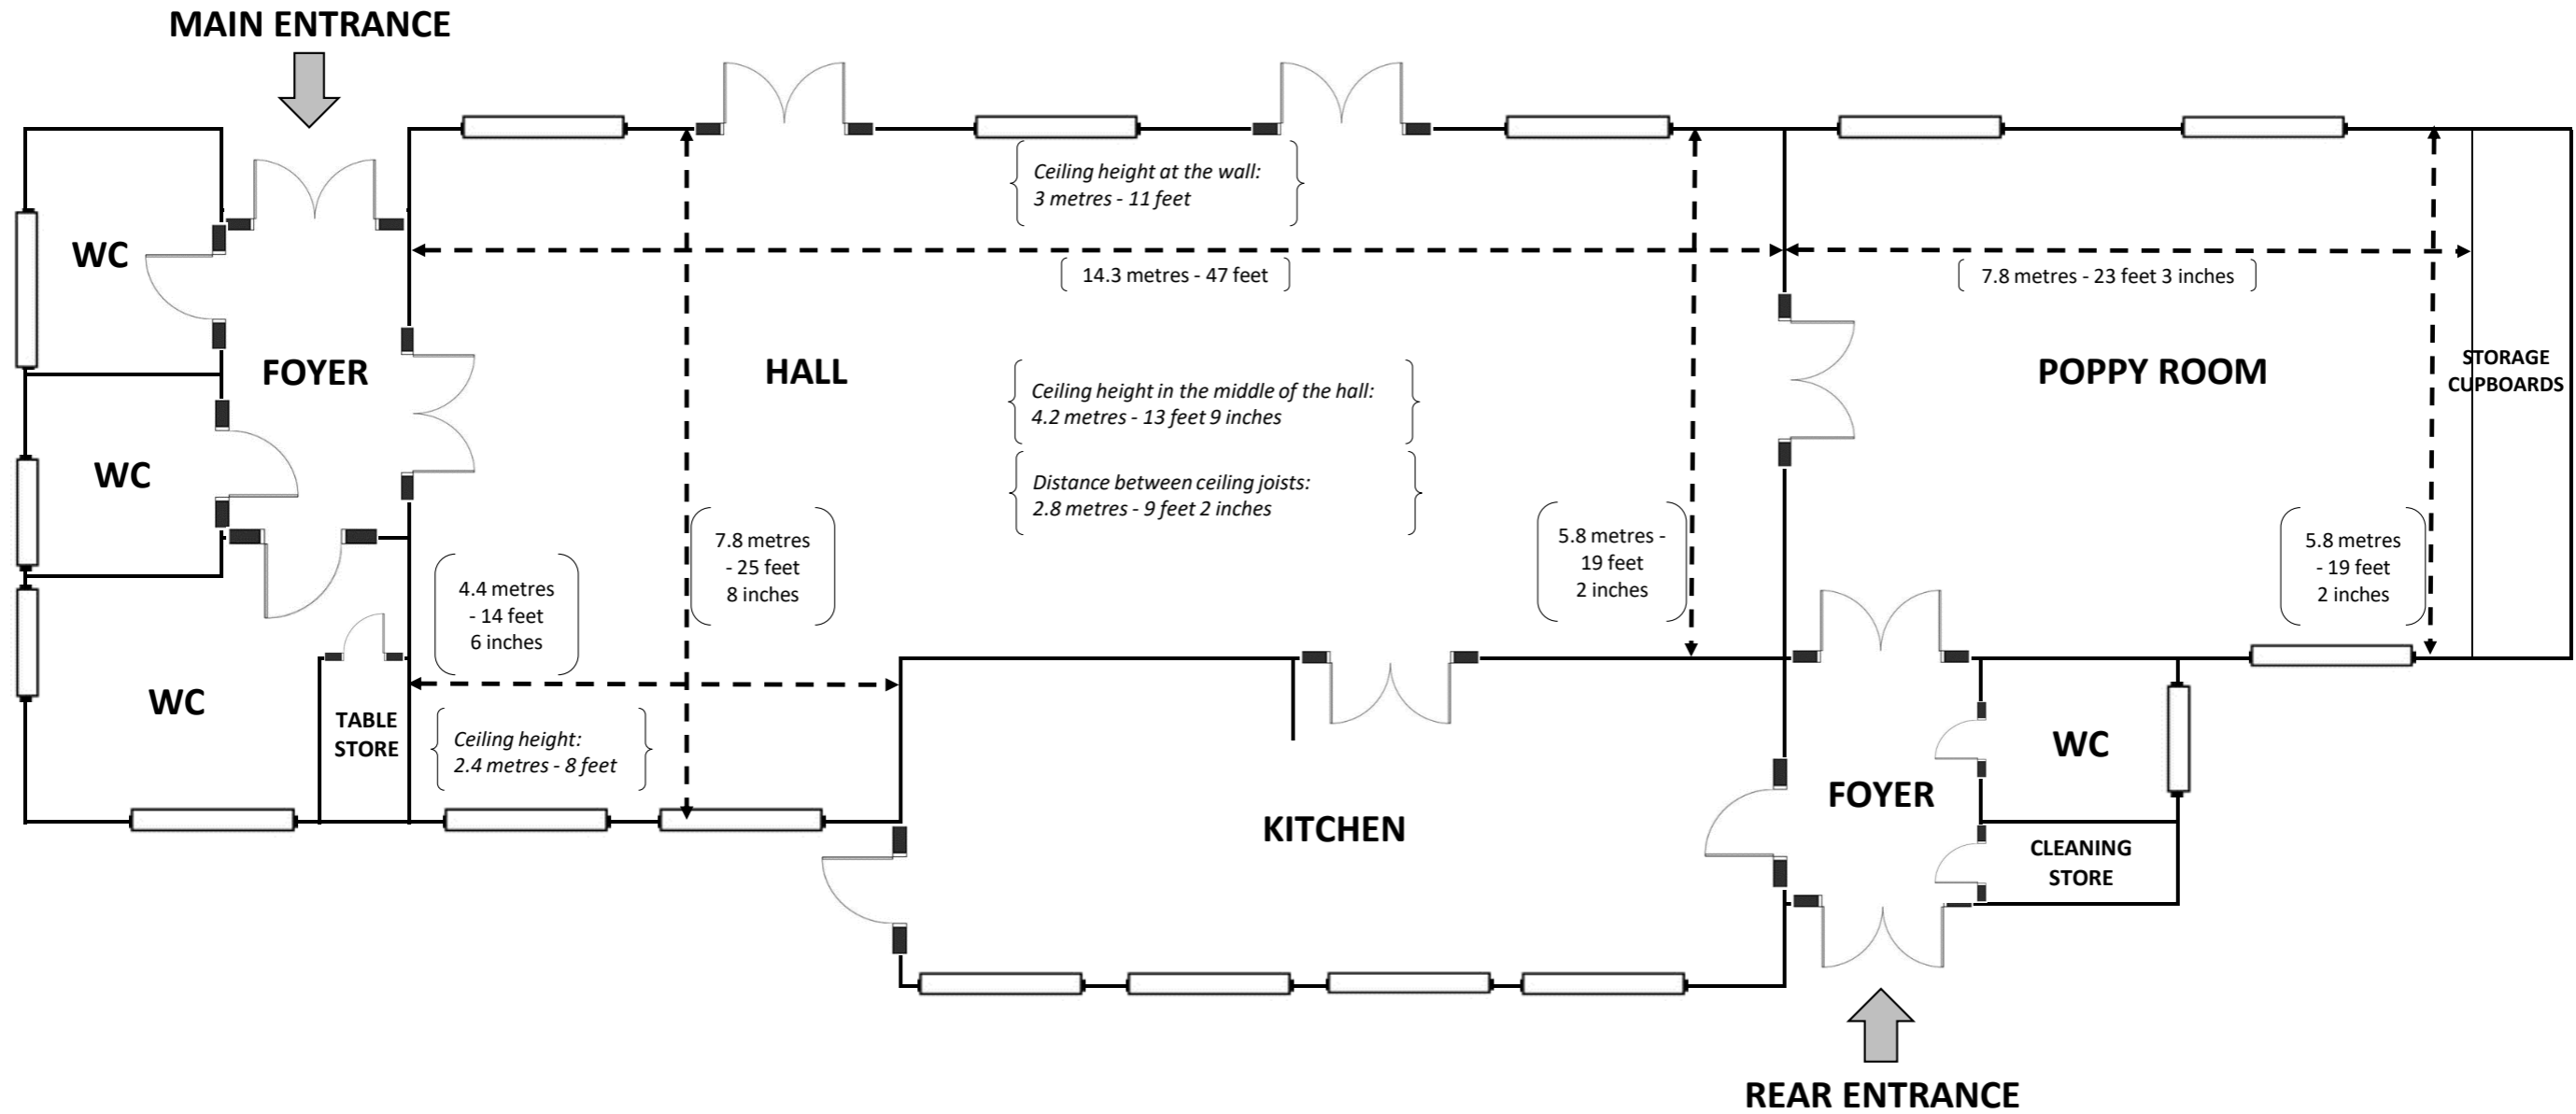 MAIN ENTRANCE
Ceiling height at the wall:
3 metres - 11 feet
WC
14.3 metres - 47 feet
7.8 metres - 23 feet 3 inches
FOYER
HALL
Ceiling height in the middle of the hall:
4.2 metres - 13 feet 9 inches
POPPY ROOM
STORAGE
CUPBOARDS
WC
Distance between ceiling joists:
2.8 metres - 9 feet 2 inches
4.4 metres
- 14 feet
6 inches
7.8 metres
- 25 feet
8 inches
5.8 metres -
19 feet
2 inches
5.8 metres
- 19 feet
2 inches
WC
TABLE
STORE
Ceiling height:
2.4 metres - 8 feet
KITCHEN
FOYER
WC
CLEANING
STORE
REAR ENTRANCE